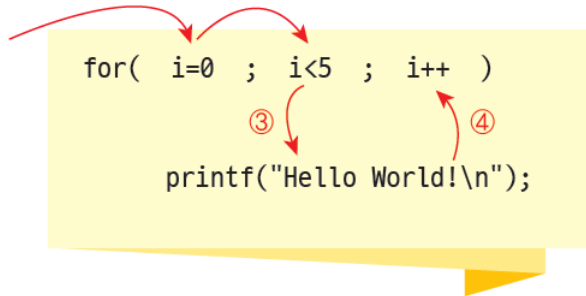 for( i=0 ; i<5 ; i++ )
③ ④
printf("Hello World!\n");